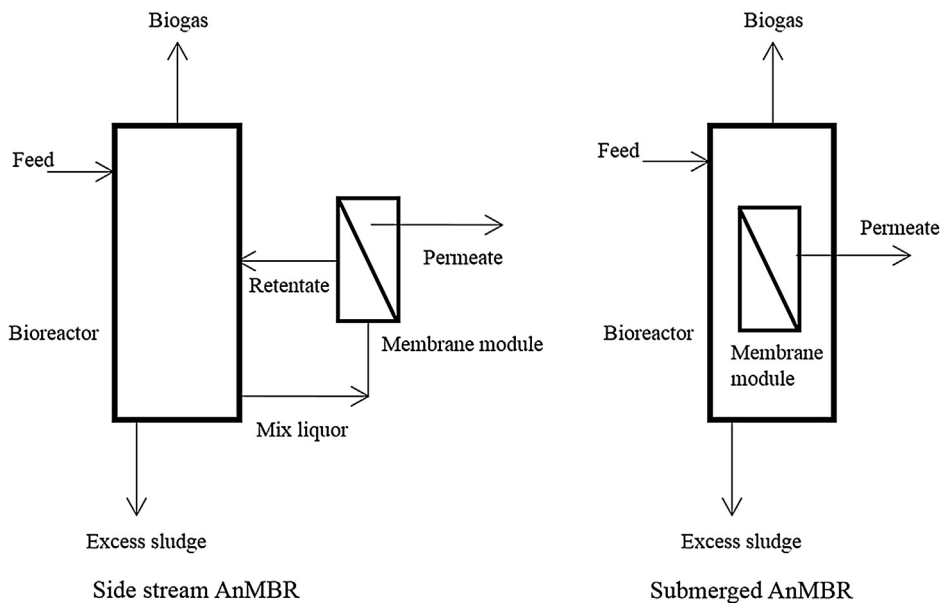 Biogas
Feed
Permeate
Retentate
Bioreactor
Membrane module
Mix liquor
Excess sludge
Side stream AnMBR
Biogas
Feed
Permeate
Bioreactor
Membrane
module
Excess sludge
Submerged AnMBR